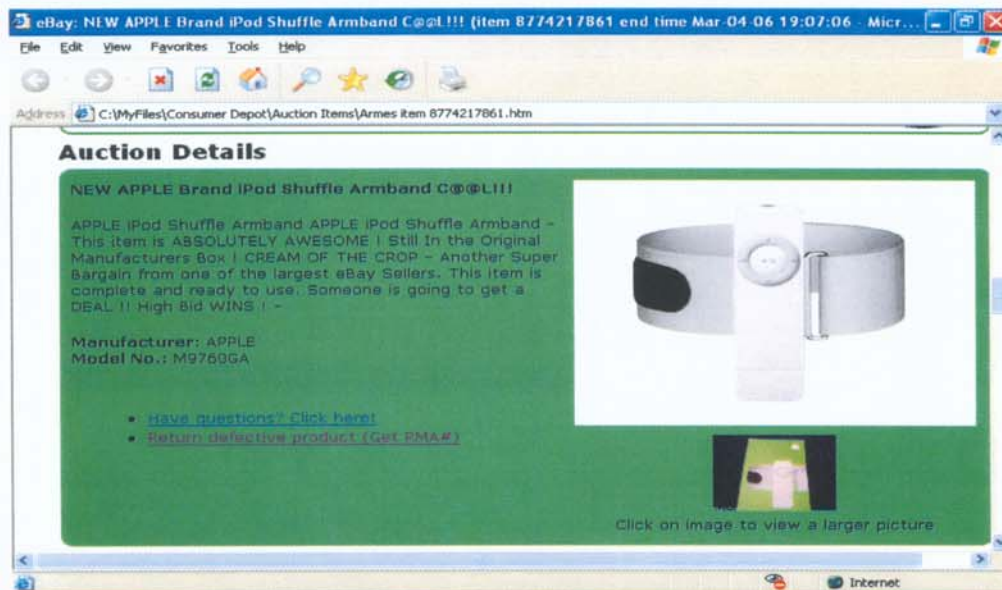 eBay: NEW APPLE Brand iPod Shuffle Armband C@@L!!! (item 8774217861 end time Mar-04-06 19:07:06 - Micr...
File Edit View Favorites Tools Help
Address C:\MyFiles\Consumer Depot\Auction Items\Armes item 8774217861.htm
Auction Details
NEW APPLE Brand iPod Shuffle Armband C@@L!!!
APPLE iPod Shuffle Armband APPLE iPod Shuffle Armband -
This item is ABSOLUTELY AWESOME ! Still In the Original
Manufacturers Box ! CREAM OF THE CROP - Another Super
Bargain from one of the largest eBay Sellers. This item is
complete and ready to use. Someone is going to get a
DEAL !! High Bid WINS ! -
Manufacturer: APPLE
Model No.: M9760GA
Have questions? Click here!
Return defective product (Get RMA#)
Click on image to view a larger picture
Internet